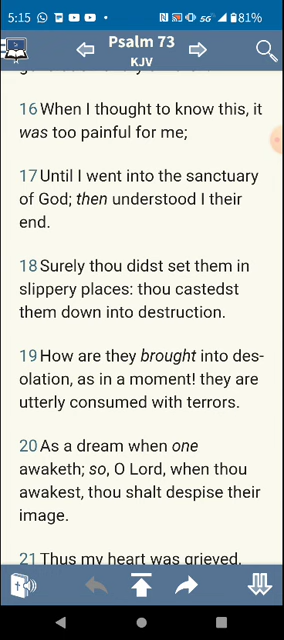 5:15
5G
81%
Psalm 73
KJV
16 When I thought to know this, it
was too painful for me;
17 Until I went into the sanctuary
of God; then understood I their
end.
18 Surely thou didst set them in
slippery places: thou castedst
them down into destruction.
19 How are they brought into des-
olation, as in a moment! they are
utterly consumed with terrors.
20 As a dream when one
awaketh; so, O Lord, when thou
awakest, thou shalt despise their
image.
21 Thus my heart was grieved,